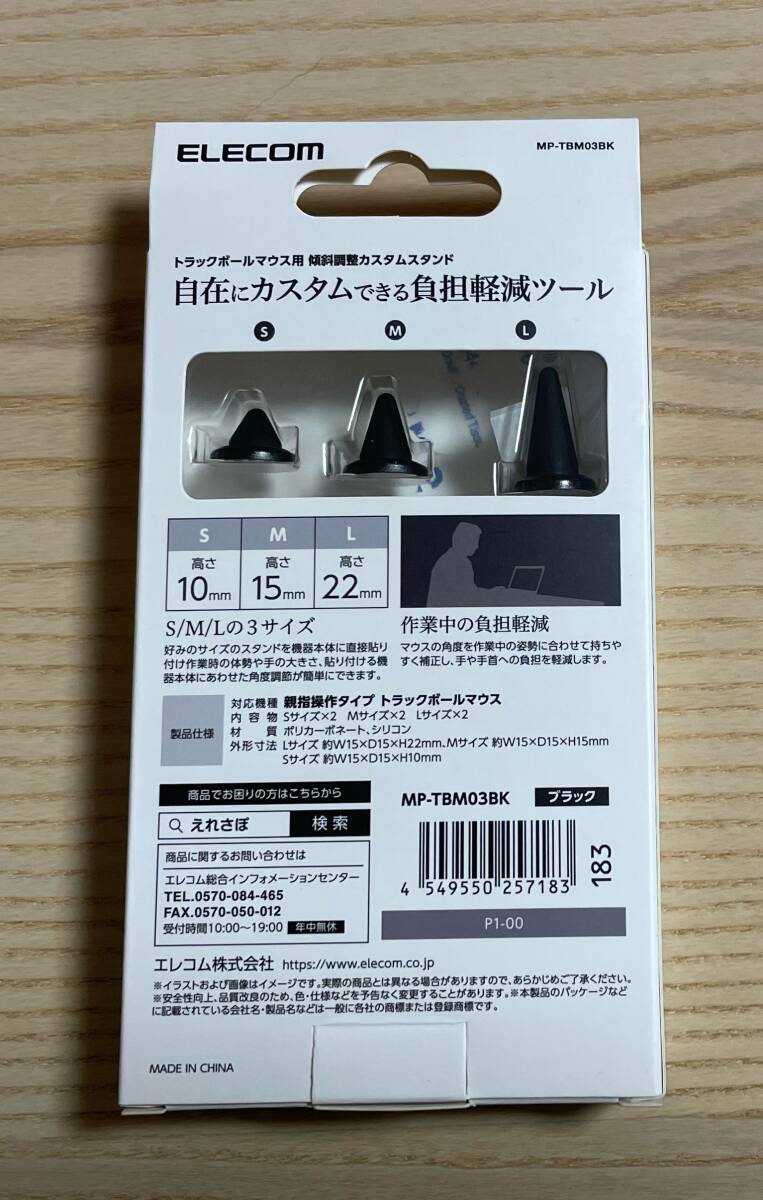 ELECOM
MP-TBM03BK
トラックボールマウス用 傾斜調整カスタムスタンド
自在にカスタムできる負担軽減ツール
S M L
S M L
高さ 高さ 高さ
10mm 15mm 22mm
S/M/Lの3サイズ
好みのサイズのスタンドを機器本体に直接貼り
付け作業時の体勢や手の大きさ、貼り付ける機
器本体にあわせた角度調節が簡単にできます。
作業中の負担軽減
マウスの角度を作業中の姿勢に合わせて持ちや
すく補正し、手や手首への負担を軽減します。
製品仕様
対応機種 親指操作タイプ トラックボールマウス
内容物 Sサイズ×2 Mサイズ×2 Lサイズ×2
材質 ポリカーボネート、シリコン
外形寸法 Lサイズ 約W15×D15×H22mm、Mサイズ 約W15×D15×H15mm
Sサイズ 約W15×D15×H10mm
商品でお困りの方はこちらから
えれさぽ 検索
商品に関するお問い合わせは
エレコム総合インフォメーションセンター
TEL.0570-084-465
FAX.0570-050-012
受付時間10:00～19:00 年中無休
MP-TBM03BK ブラック
4 549550 257183
183
P1-00
エレコム株式会社 https://www.elecom.co.jp
※イラストおよび画像はイメージです。実際の商品とは異なる場合がありますので、あらかじめご了承ください。
※安全性向上、品質改良のため、色・仕様などを予告なく変更することがあります。※本製品のパッケージなど
に記載されている会社名・製品名などは一般に各社の商標または登録商標です。
MADE IN CHINA